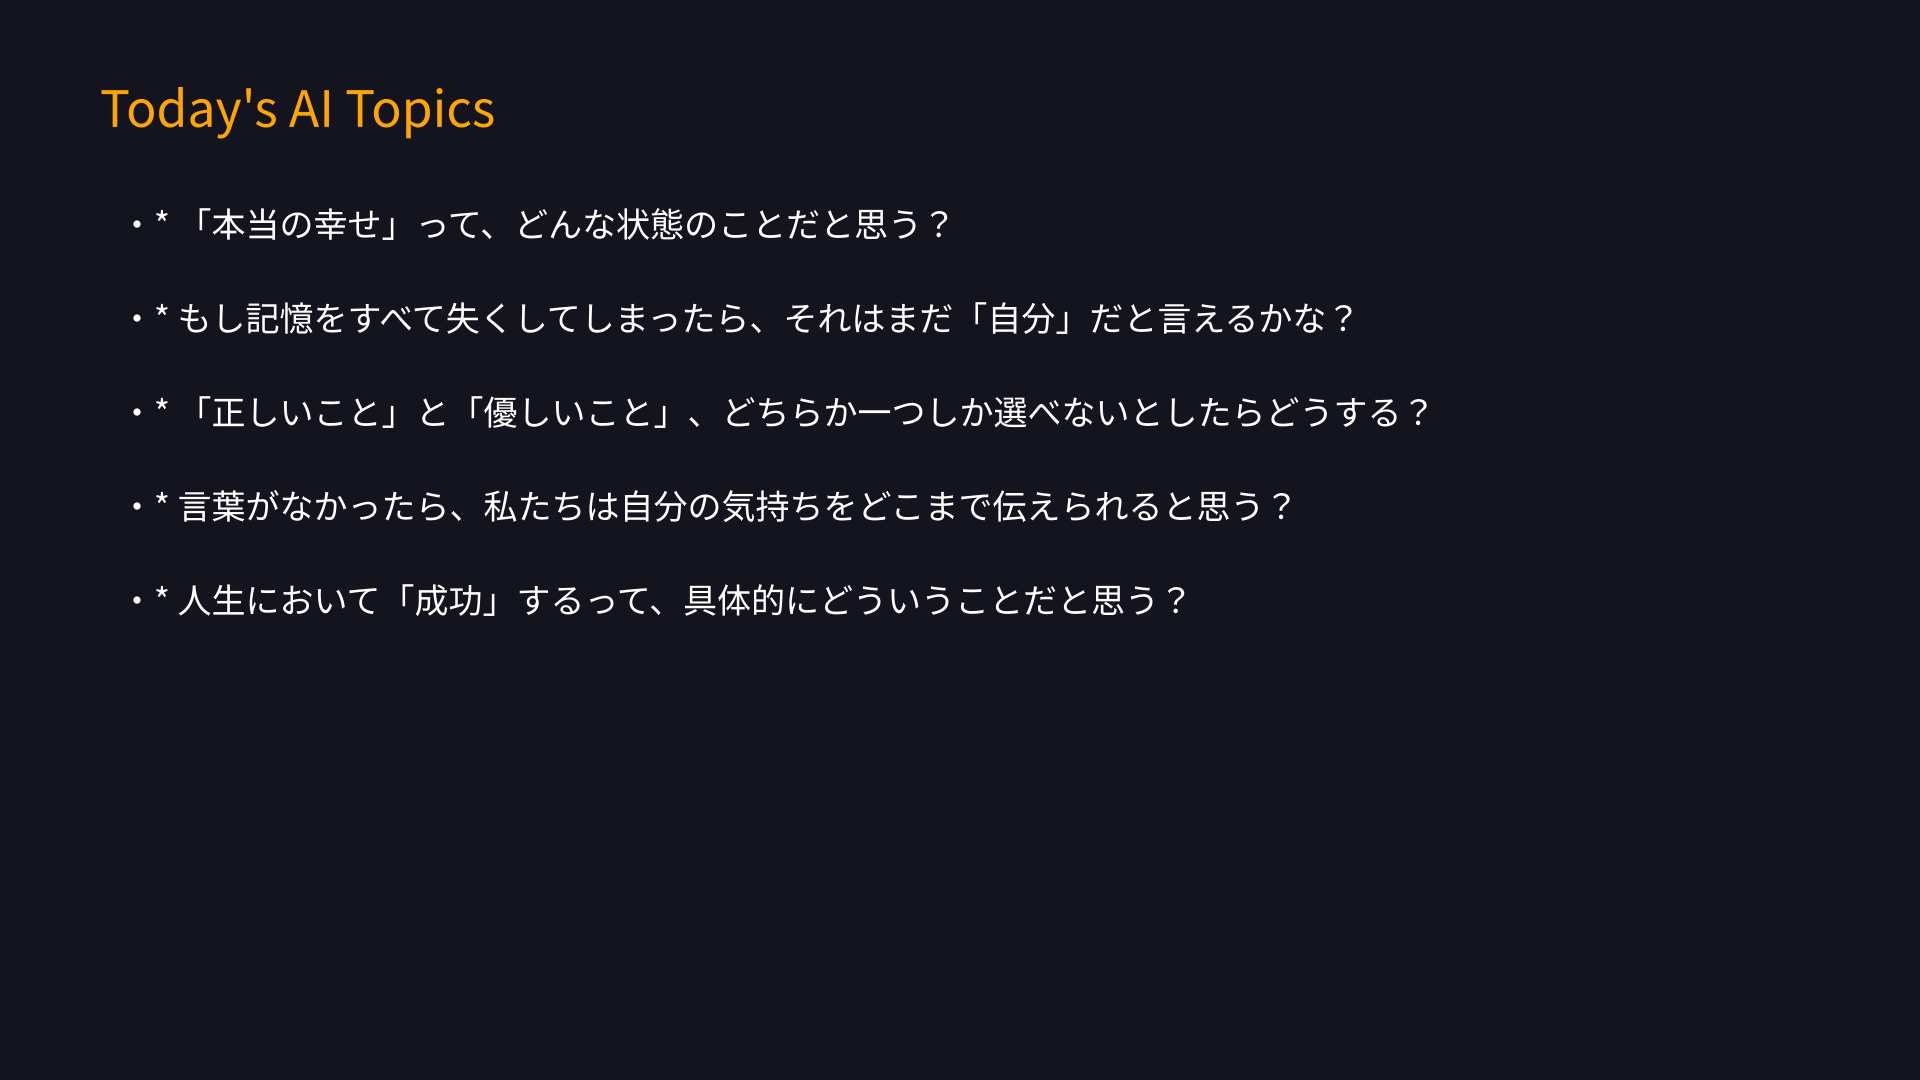 Today's AI Topics
・* 「本当の幸せ」って、どんな状態のことだと思う？
・* もし記憶をすべて失くしてしまったら、それはまだ「自分」だと言えるかな？
・* 「正しいこと」と「優しいこと」、どちらか一つしか選べないとしたらどうする？
・* 言葉がなかったら、私たちは自分の気持ちをどこまで伝えられると思う？
・* 人生において「成功」するって、具体的にどういうことだと思う？